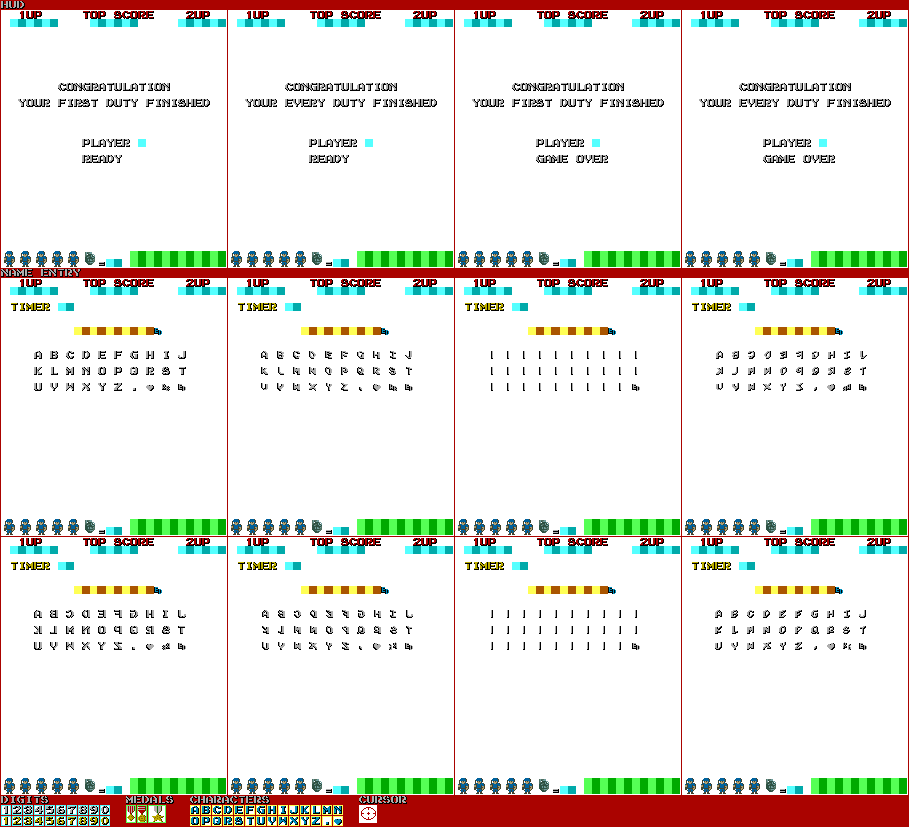 HUD
1UP TOP SCORE 2UP 1UP TOP SCORE 2UP 1UP TOP SCORE 2UP 1UP TOP SCORE 2UP
CONGRATULATION CONGRATULATION CONGRATULATION CONGRATULATION
YOUR FIRST DUTY FINISHED YOUR EVERY DUTY FINISHED YOUR FIRST DUTY FINISHED YOUR EVERY DUTY FINISHED
PLAYER PLAYER PLAYER PLAYER
READY READY GAME OVER GAME OVER
NAME ENTRY
1UP TOP SCORE 2UP 1UP TOP SCORE 2UP 1UP TOP SCORE 2UP 1UP TOP SCORE 2UP
TIMER TIMER TIMER TIMER
A B C D E F G H I J A B C D E F G H I J A B C D E F G H I J
K L M N O P Q R S T K L M N O P Q R S T K L M N O P Q R S T
U V W X Y Z . U V W X Y Z . U V W X Y Z .
1UP TOP SCORE 2UP 1UP TOP SCORE 2UP 1UP TOP SCORE 2UP 1UP TOP SCORE 2UP
TIMER TIMER TIMER TIMER
A B C D E F G H I J A B C D E F G H I J A B C D E F G H I J
K L M N O P Q R S T K L M N O P Q R S T K L M N O P Q R S T
U V W X Y Z . U V W X Y Z . U V W X Y Z .
DIGITS MEDALS CHARACTERS CURSOR
1234567890 ABCDEFGHIJKLMN
1234567890 OPQRSTUVWXYZ.